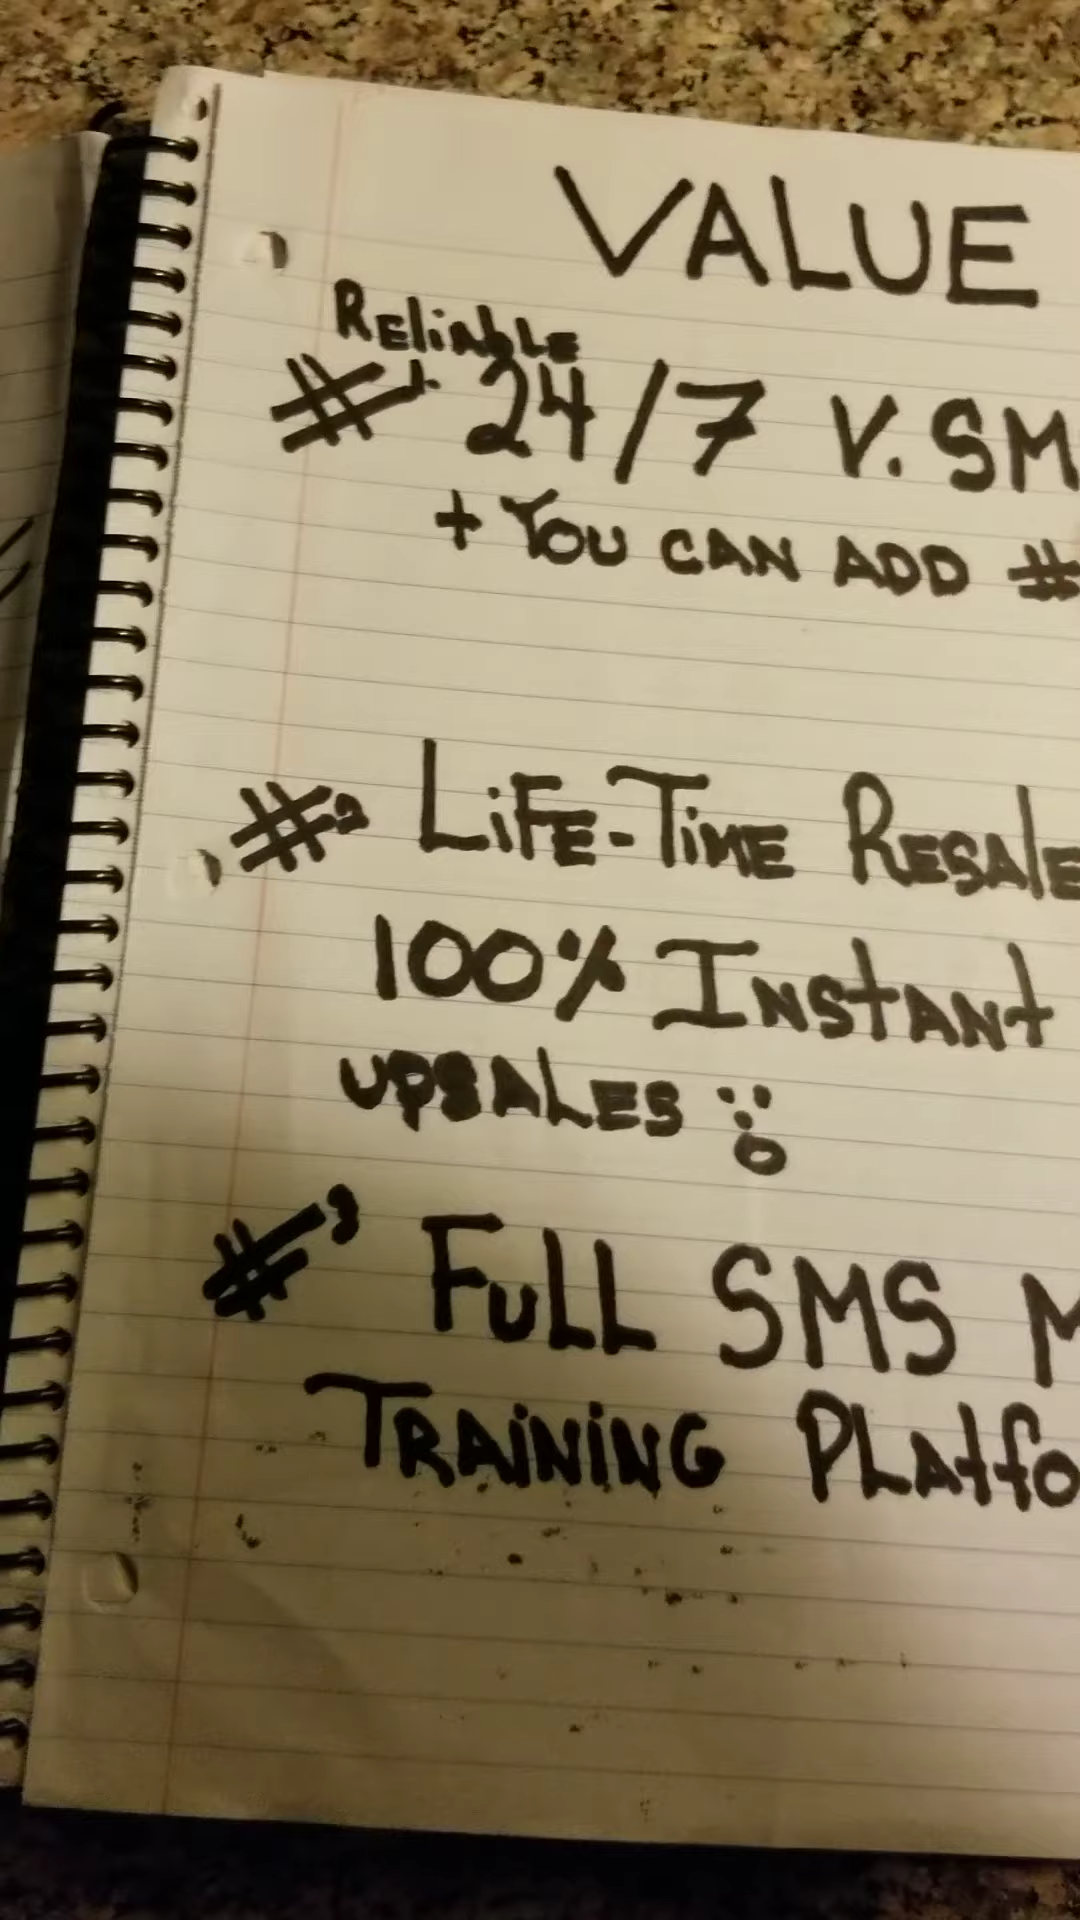 VALUE
Reliable
#1 24/7 V.SM
+ You CAN ADD #
#2 LiFE-TiME RESAlE
100% INStANt
UPSALES
#3 FuLL SMS M
TRAiNiNG PLAtfo